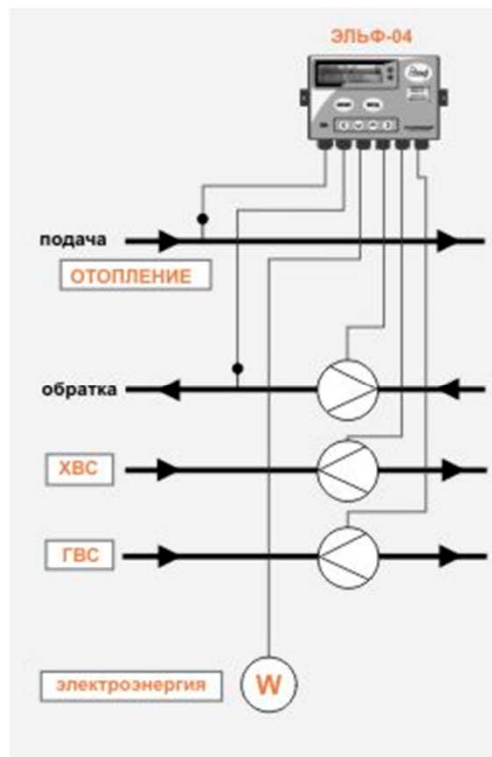 ЭЛЬФ-04
подача
ОТОПЛЕНИЕ
обратка
ХВС
ГВС
электроэнергия
W